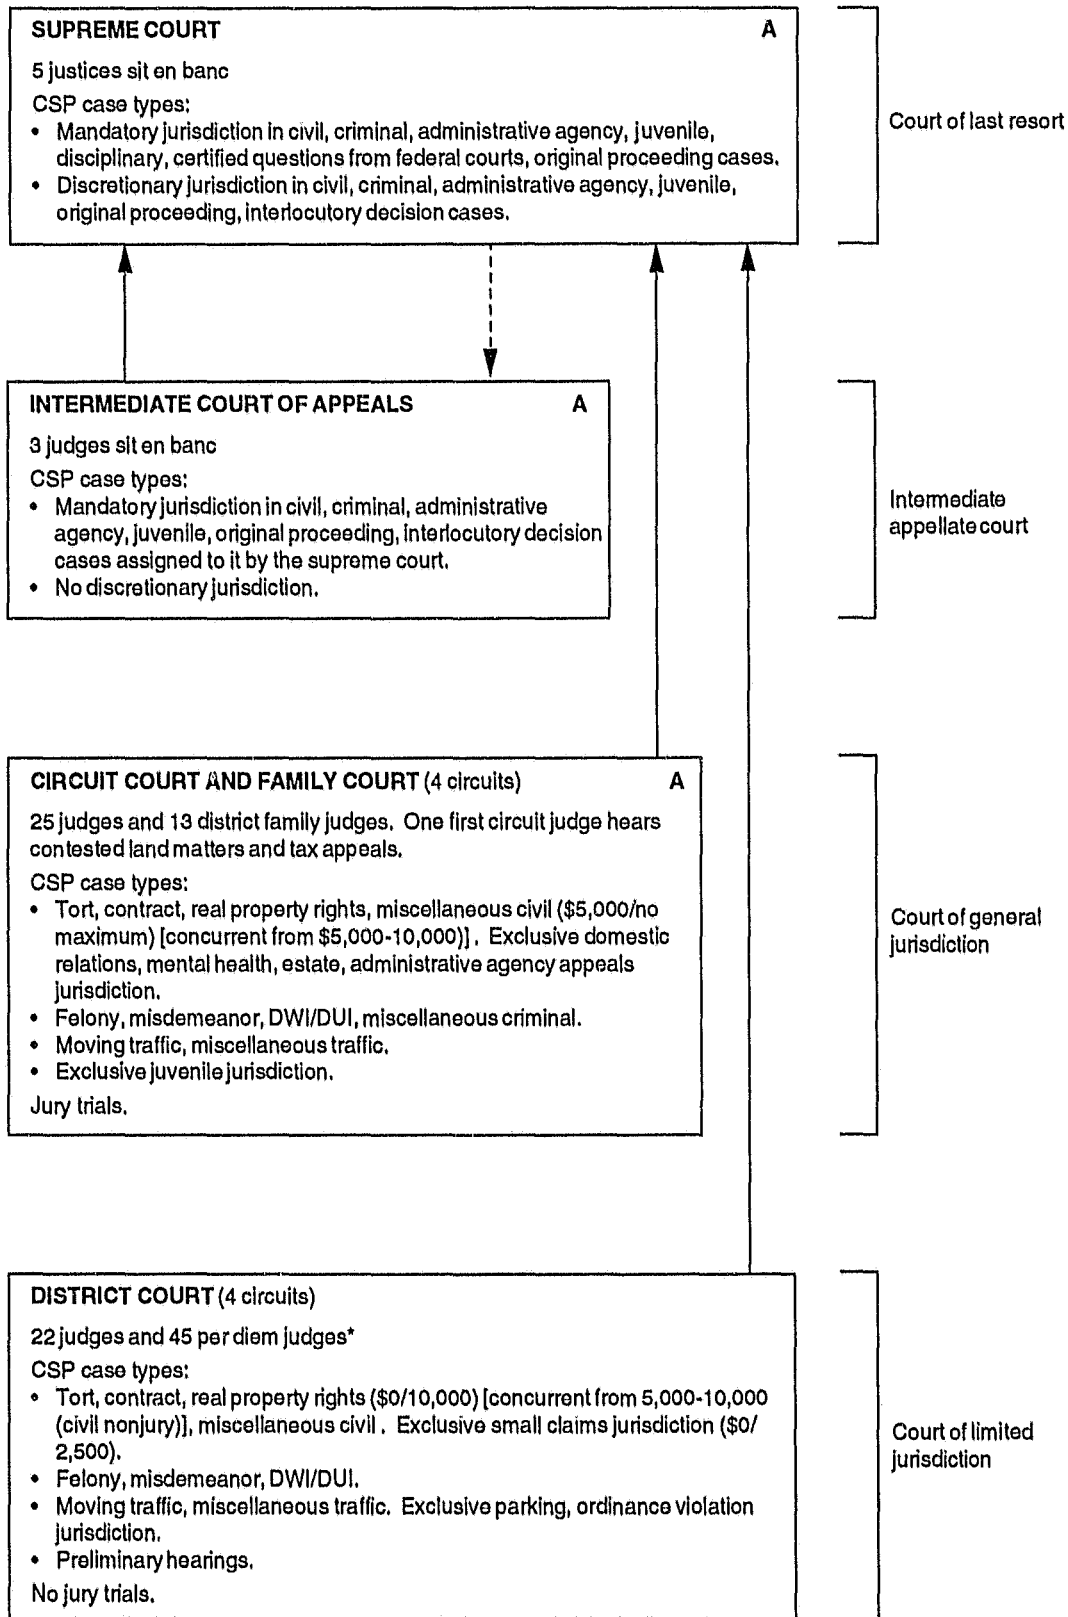 SUPREME COURT A
5 justices sit en banc
CSP case types:
• Mandatory jurisdiction in civil, criminal, administrative agency, juvenile,
disciplinary, certified questions from federal courts, original proceeding cases.
• Discretionary jurisdiction in civil, criminal, administrative agency, juvenile,
original proceeding, interlocutory decision cases.
Court of last resort
INTERMEDIATE COURT OF APPEALS A
3 judges sit en banc
CSP case types:
• Mandatory jurisdiction in civil, criminal, administrative
agency, juvenile, original proceeding, interlocutory decision
cases assigned to it by the supreme court.
• No discretionary jurisdiction.
Intermediate
appellate court
CIRCUIT COURT AND FAMILY COURT (4 circuits) A
25 judges and 13 district family judges. One first circuit judge hears
contested land matters and tax appeals.
CSP case types:
• Tort, contract, real property rights, miscellaneous civil ($5,000/no
maximum) [concurrent from $5,000-10,000)]. Exclusive domestic
relations, mental health, estate, administrative agency appeals
jurisdiction.
• Felony, misdemeanor, DWI/DUI, miscellaneous criminal.
• Moving traffic, miscellaneous traffic.
• Exclusive juvenile jurisdiction.
Jury trials.
Court of general
jurisdiction
DISTRICT COURT (4 circuits)
22 judges and 45 per diem judges*
CSP case types:
• Tort, contract, real property rights ($0/10,000) [concurrent from 5,000-10,000
(civil nonjury)], miscellaneous civil. Exclusive small claims jurisdiction ($0/
2,500).
• Felony, misdemeanor, DWI/DUI.
• Moving traffic, miscellaneous traffic. Exclusive parking, ordinance violation
jurisdiction.
• Preliminary hearings.
No jury trials.
Court of limited
jurisdiction